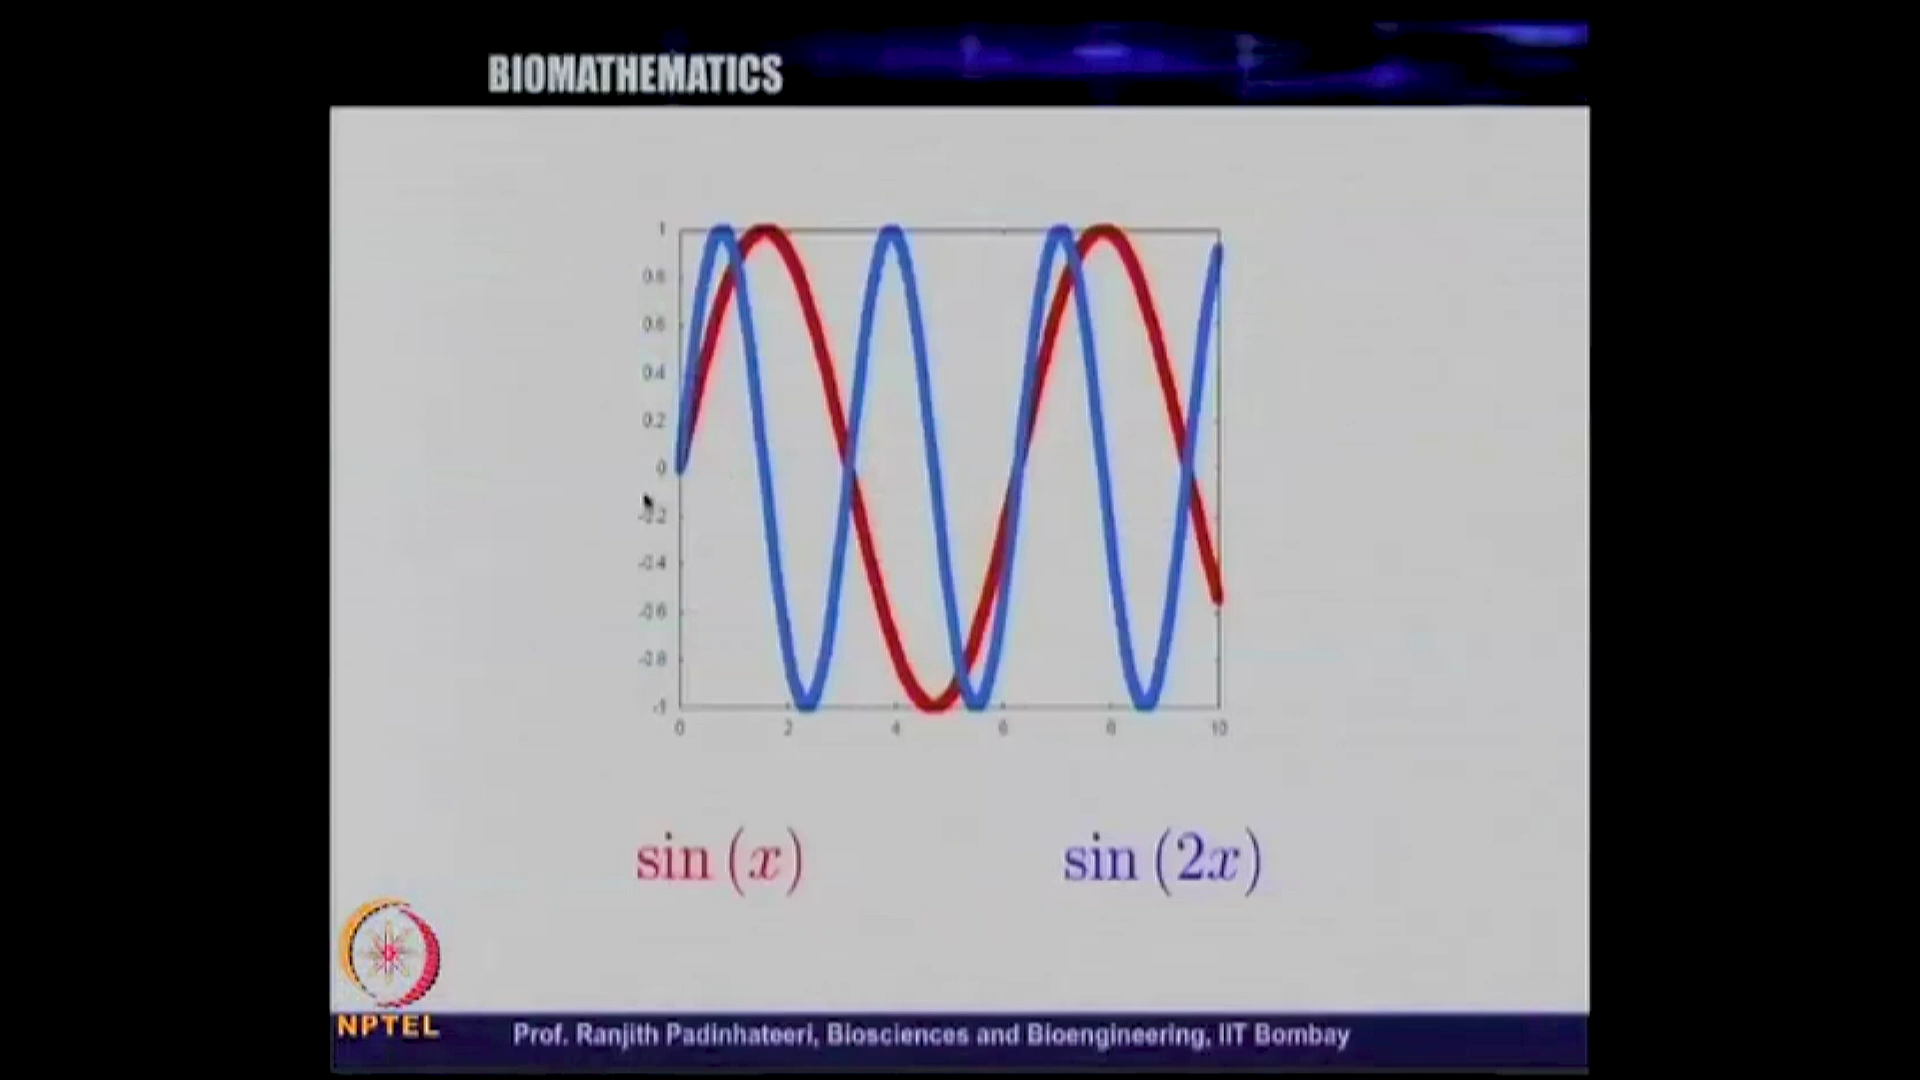 BIOMATHEMATICS
1
0.8
0.6
0.4
0.2
0
-0.2
-0.4
-0.6
-0.8
-1
0 2 4 6 8 10
sin (x) sin (2x)
NPTEL
Prof. Ranjith Padinhateeri, Biosciences and Bioengineering, IIT Bombay